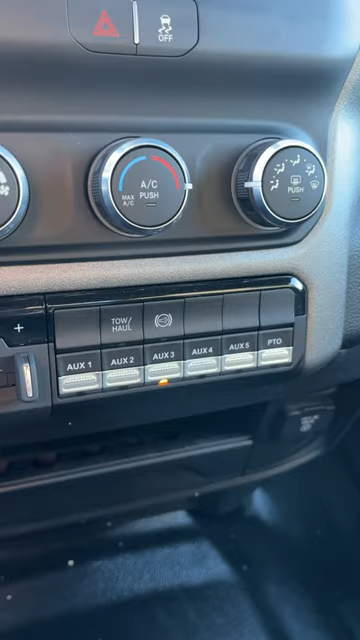 OFF
A/C
PUSH
MAX
A/C
PUSH
+
TOW/
HAUL
AUX 1 AUX 2 AUX 3 AUX 4 AUX 5 PTO